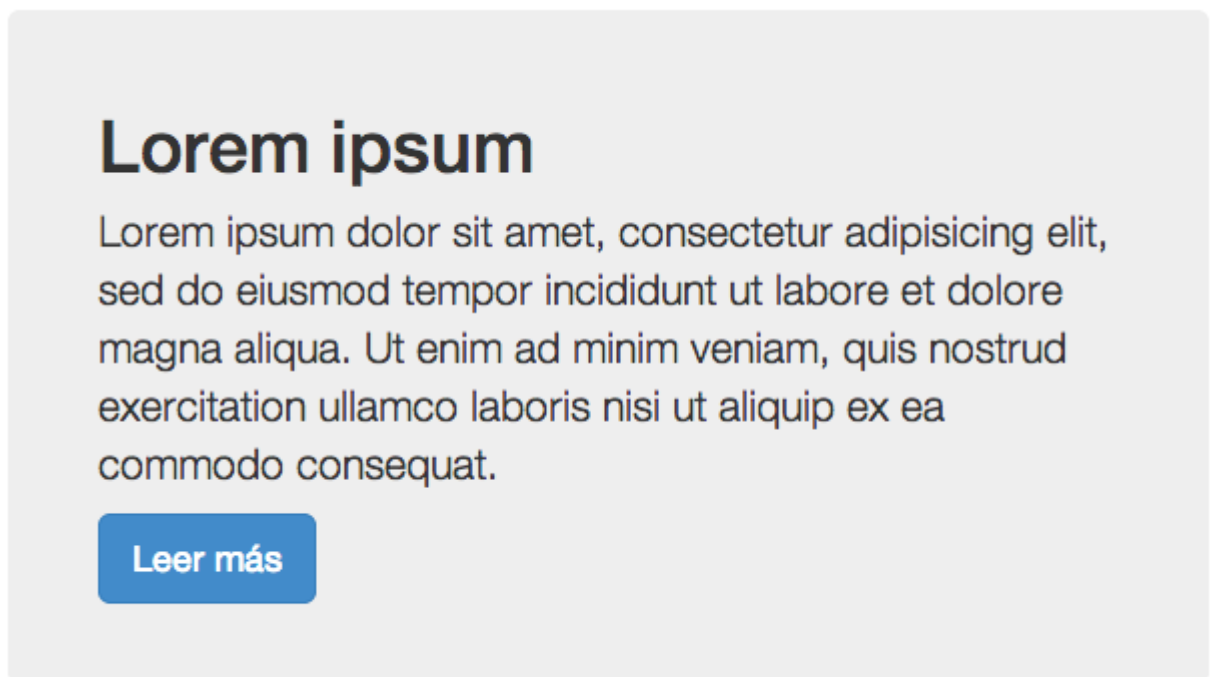 Lorem ipsum
Lorem ipsum dolor sit amet, consectetur adipisicing elit,
sed do eiusmod tempor incididunt ut labore et dolore
magna aliqua. Ut enim ad minim veniam, quis nostrud
exercitation ullamco laboris nisi ut aliquip ex ea
commodo consequat.
Leer más